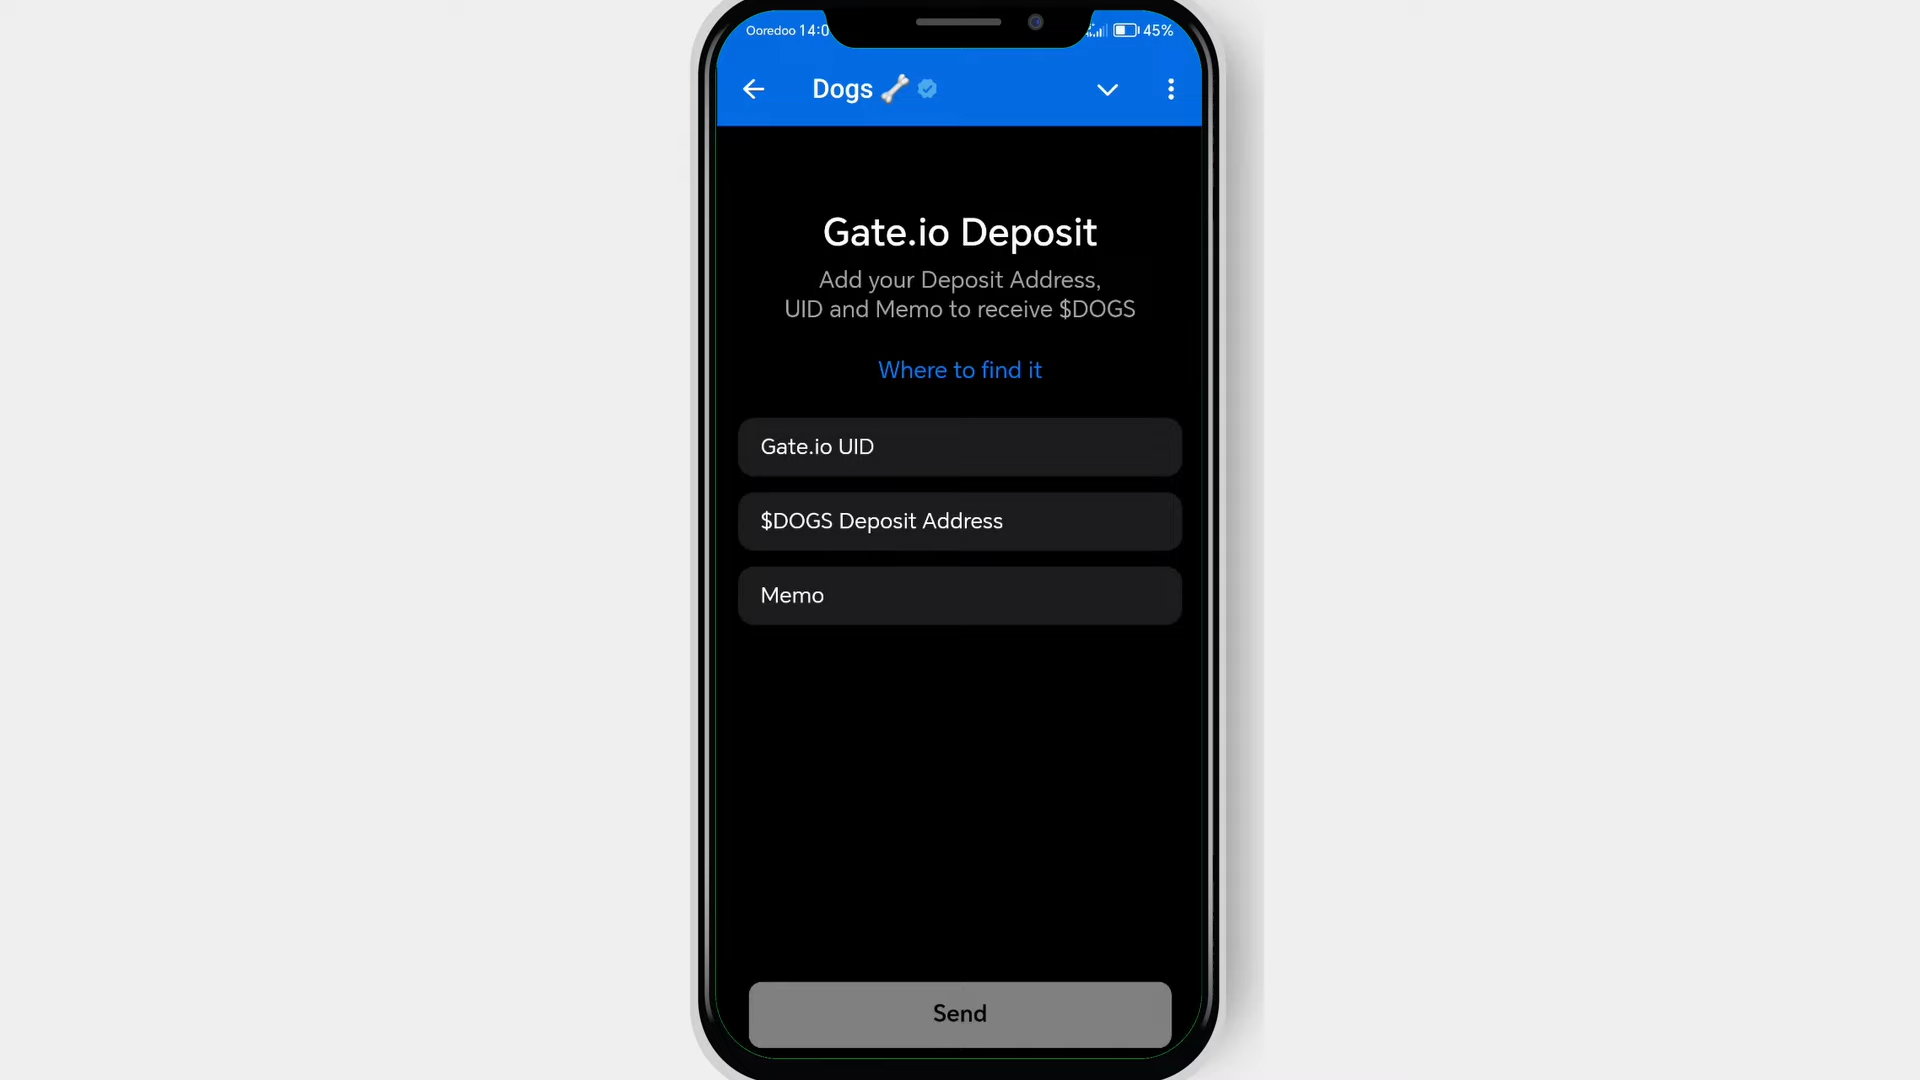 Ooredoo 14:0
45%
Dogs
Gate.io Deposit
Add your Deposit Address,
UID and Memo to receive $DOGS
Where to find it
Gate.io UID
$DOGS Deposit Address
Memo
Send